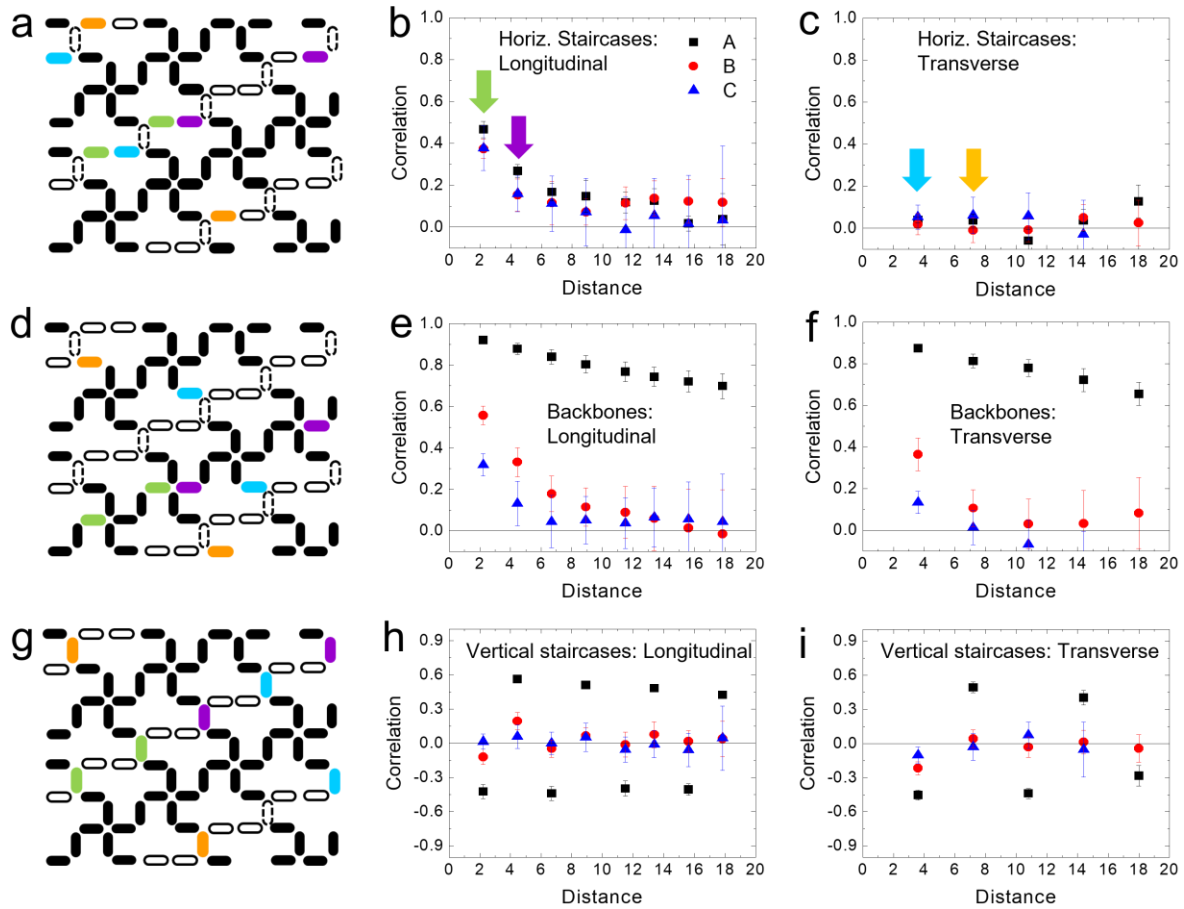 a
b
1.0
0.8
0.6
0.4
0.2
0.0
Correlation
Horiz. Staircases:
Longitudinal
A
B
C
0 2 4 6 8 10 12 14 16 18 20
Distance
c
1.0
0.8
0.6
0.4
0.2
0.0
Correlation
Horiz. Staircases:
Transverse
0 2 4 6 8 10 12 14 16 18 20
Distance
d
e
1.0
0.8
0.6
0.4
0.2
0.0
Correlation
Backbones:
Longitudinal
0 2 4 6 8 10 12 14 16 18 20
Distance
f
1.0
0.8
0.6
0.4
0.2
0.0
Correlation
Backbones:
Transverse
0 2 4 6 8 10 12 14 16 18 20
Distance
g
h
0.9
0.6
0.3
0.0
-0.3
-0.6
-0.9
Correlation
Vertical staircases: Longitudinal
0 2 4 6 8 10 12 14 16 18 20
Distance
i
0.9
0.6
0.3
0.0
-0.3
-0.6
-0.9
Correlation
Vertical staircases: Transverse
0 2 4 6 8 10 12 14 16 18 20
Distance